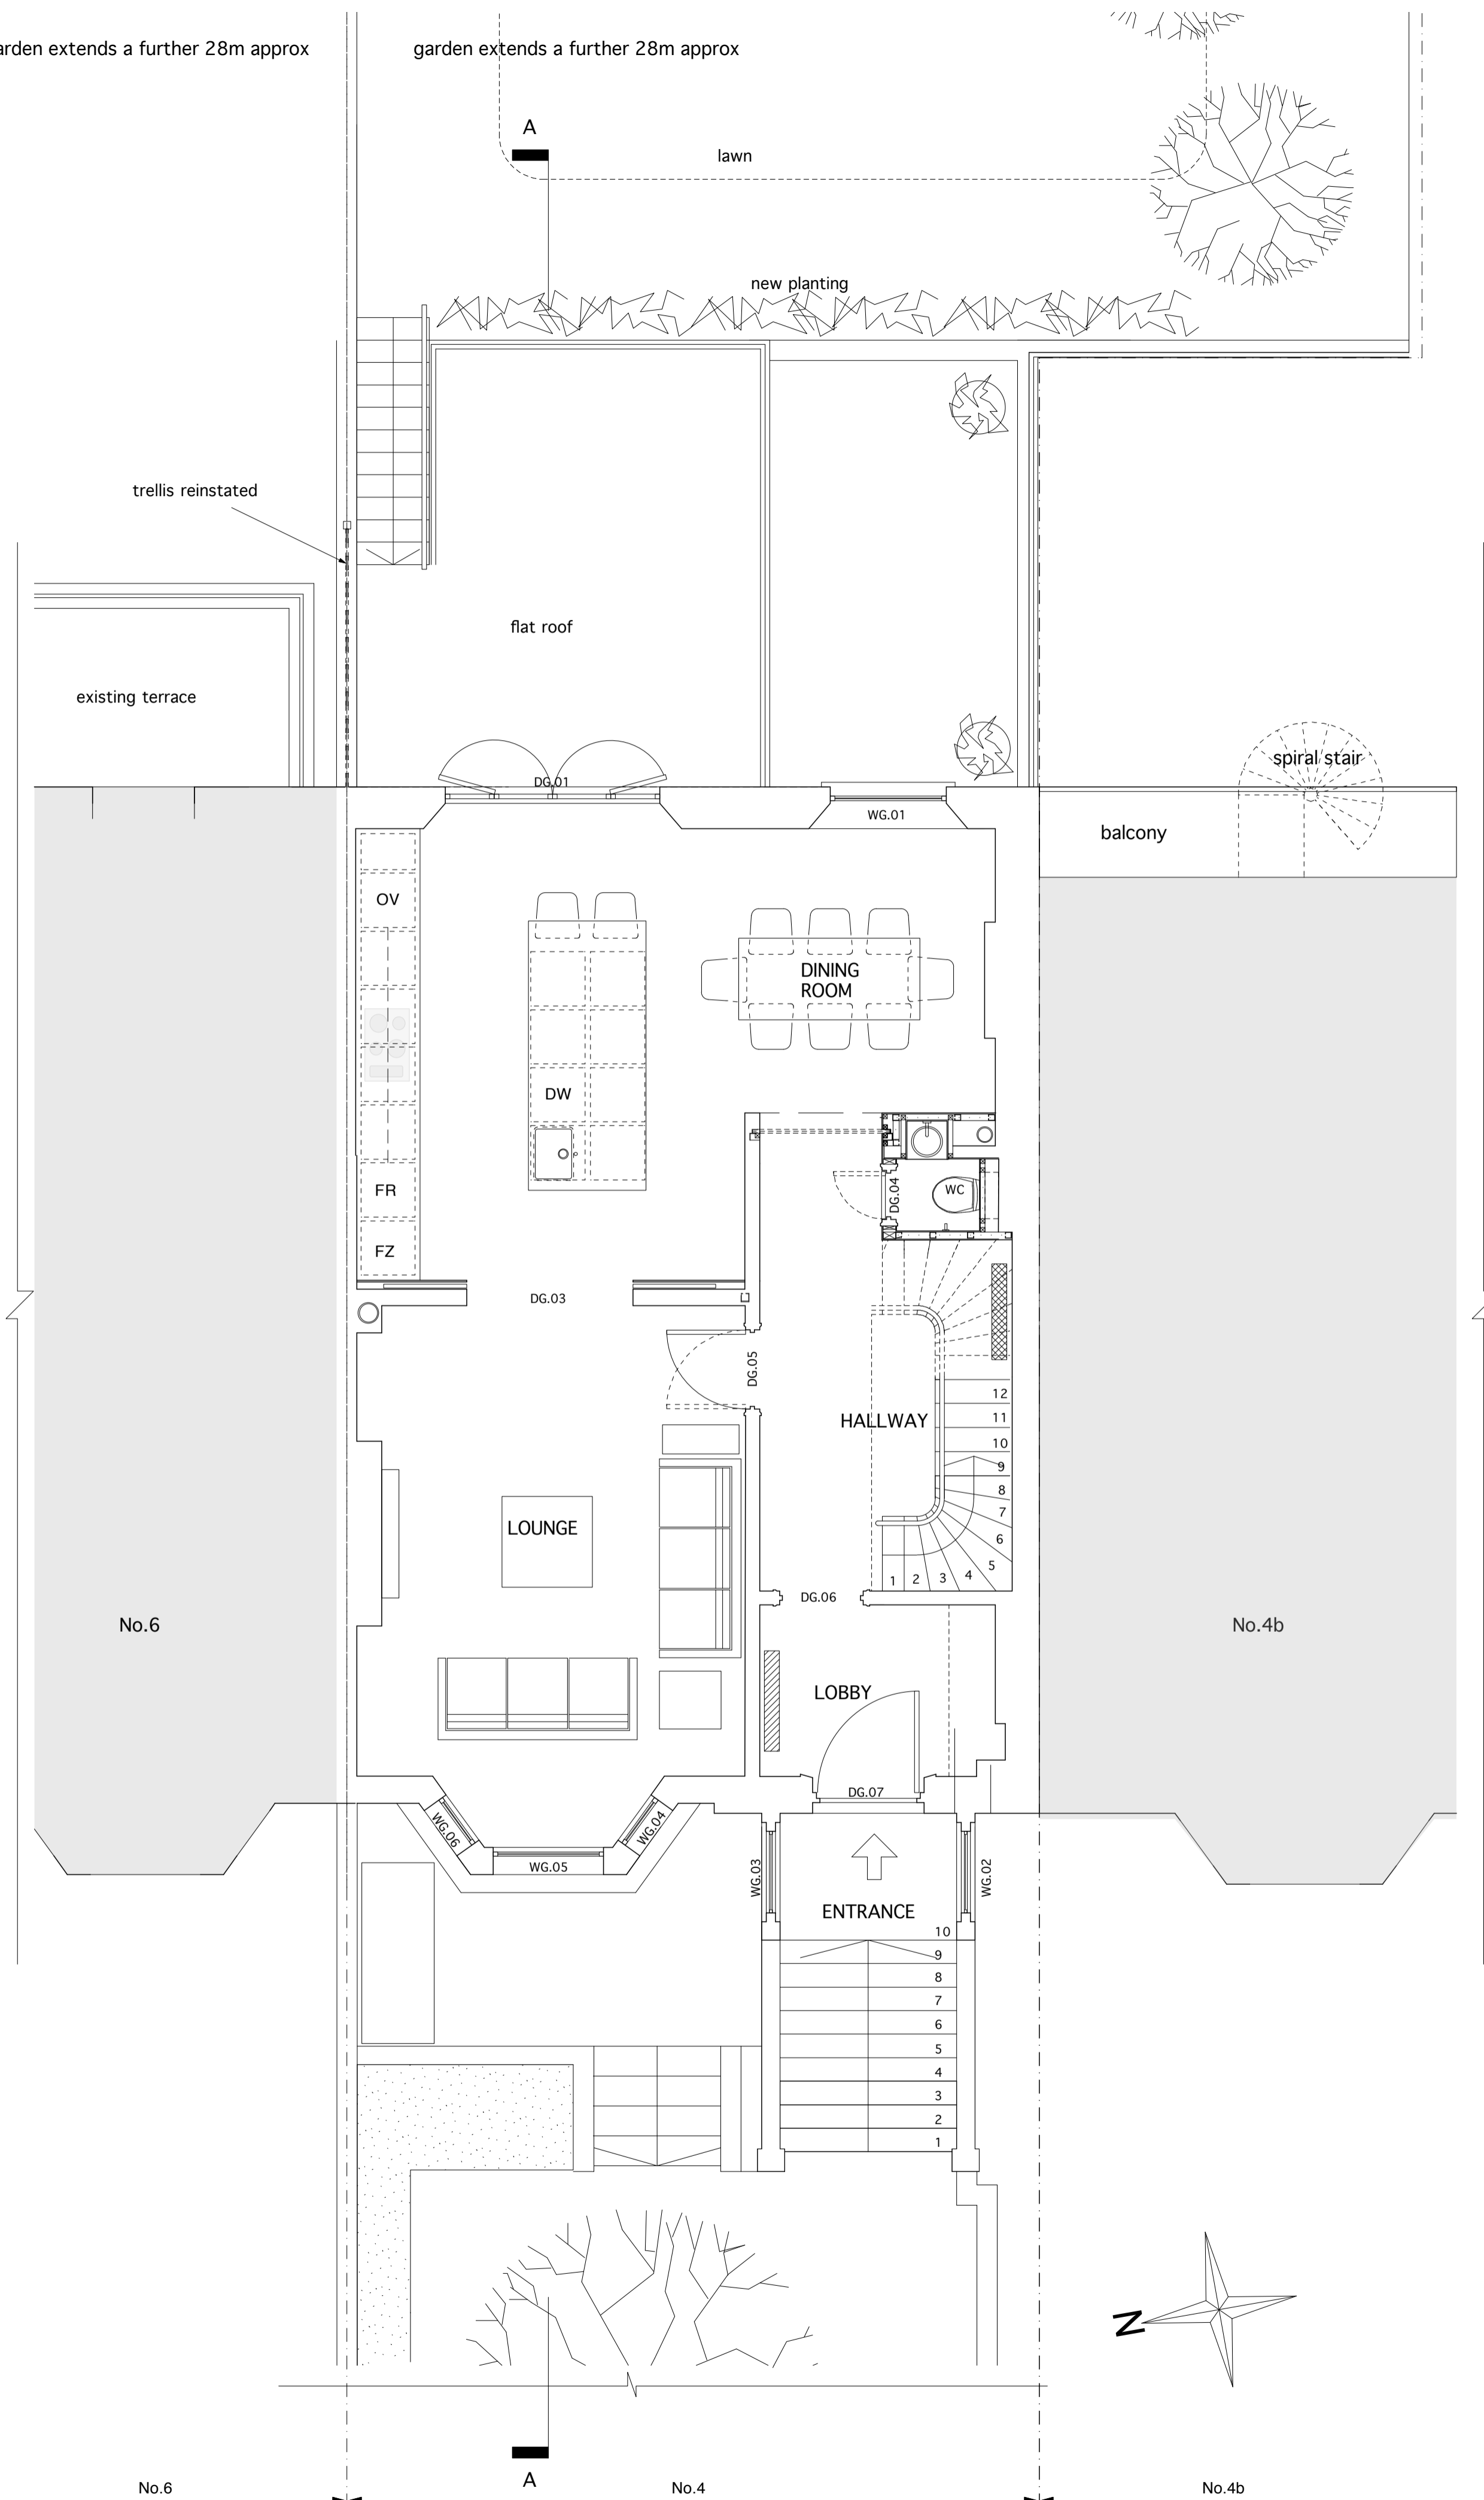 arden extends a further 28m approx
garden extends a further 28m approx
A
lawn
new planting
trellis reinstated
flat roof
existing terrace
spiral stair
DG.01
WG.01
balcony
OV
DINING
ROOM
DW
DG.04
WC
FR
FZ
DG.03
DG.05
12
HALLWAY
11
10
9
8
7
LOUNGE
6
5
4
3
2
1
DG.06
No.6
No.4b
LOBBY
DG.07
WG.06
WG.04
WG.05
WG.03
WG.02
ENTRANCE
10
9
8
7
6
5
4
3
2
1
N
A
No.6
No.4
No.4b